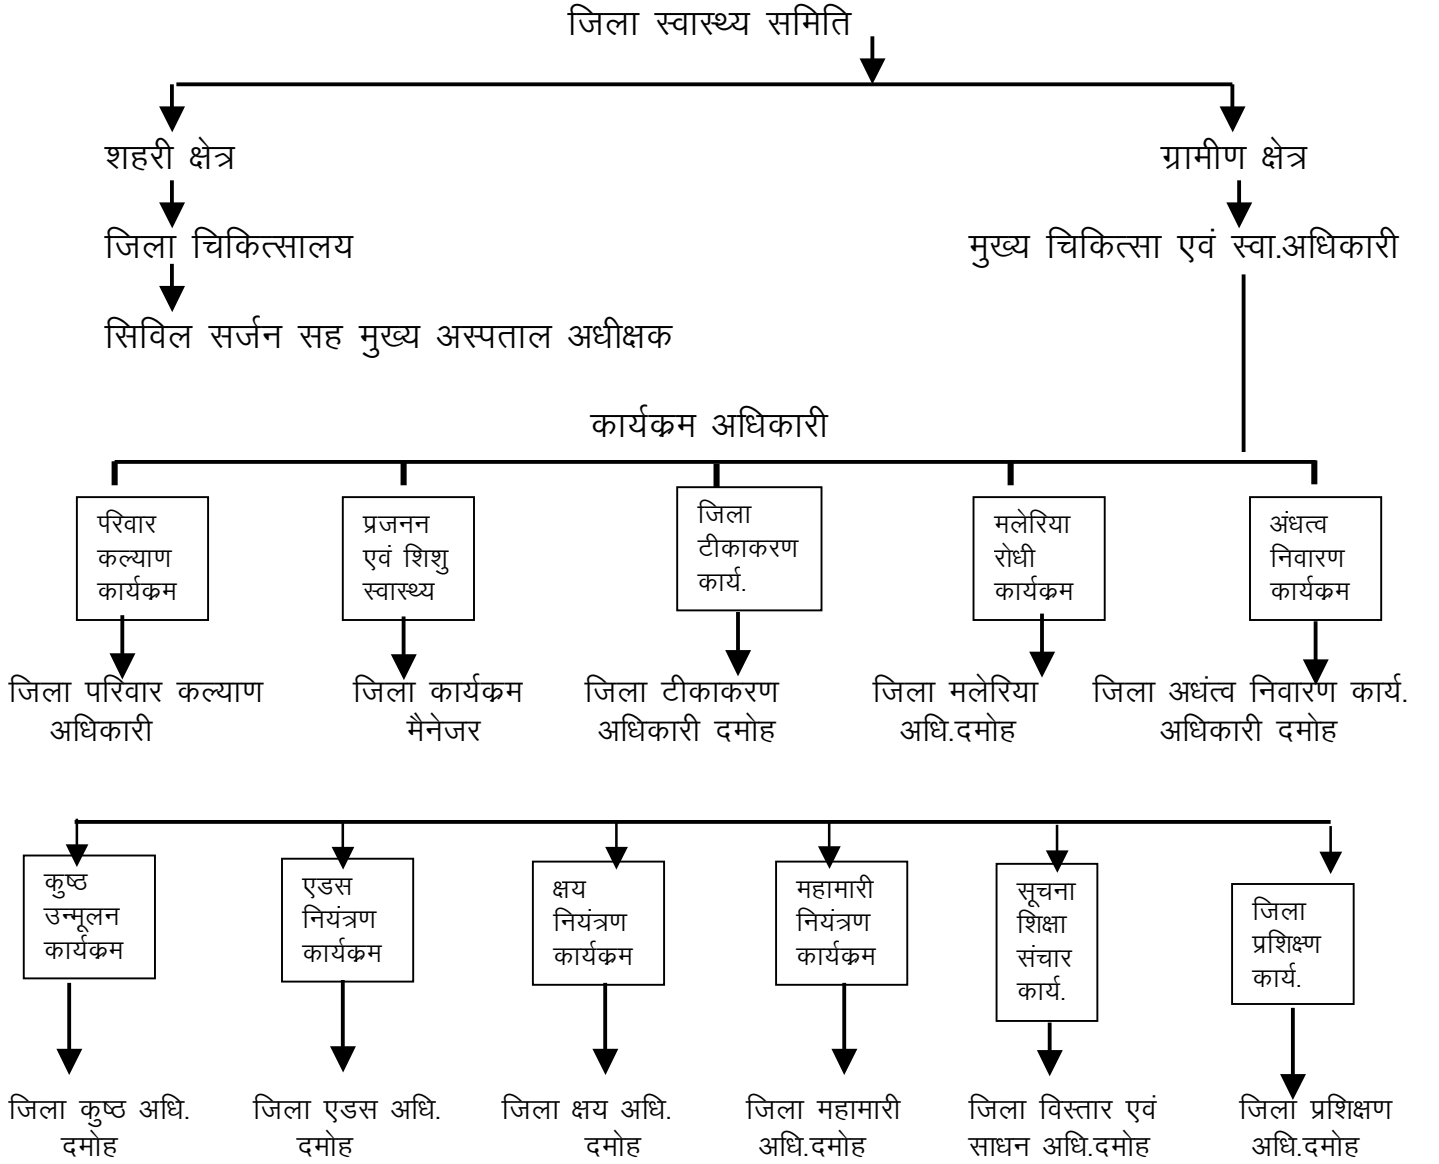 जिला स्वास्थ्य समिति
शहरी क्षेत्र
ग्रामीण क्षेत्र
जिला चिकित्सालय
मुख्य चिकित्सा एवं स्वा.अधिकारी
सिविल सर्जन सह मुख्य अस्पताल अधीक्षक
कार्यक्रम अधिकारी
परिवार
कल्याण
कार्यक्रम
प्रजनन
एवं शिशु
स्वास्थ्य
जिला
टीकाकरण
कार्य.
मलेरिया
रोधी
कार्यक्रम
अंधत्व
निवारण
कार्यक्रम
जिला परिवार कल्याण
अधिकारी
जिला कार्यक्रम
मैनेजर
जिला टीकाकरण
अधिकारी दमोह
जिला मलेरिया
अधि.दमोह
जिला अधंत्व निवारण कार्य.
अधिकारी दमोह
कुष्ठ
उन्मूलन
कार्यक्रम
एडस
नियंत्रण
कार्यक्रम
क्षय
नियंत्रण
कार्यक्रम
महामारी
नियंत्रण
कार्यक्रम
सूचना
शिक्षा
संचार
कार्य.
जिला
प्रशिक्ष्ण
कार्य.
जिला कुष्ठ अधि.
दमोह
जिला एडस अधि.
दमोह
जिला क्षय अधि.
दमोह
जिला महामारी
अधि.दमोह
जिला विस्तार एवं
साधन अधि.दमोह
जिला प्रशिक्षण
अधि.दमोह